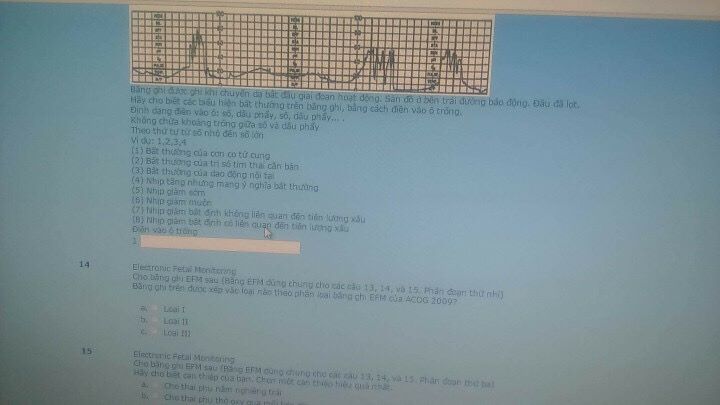 100
80
60
40
20
100
80
60
40
20
Băng ghi được ghi khi chuyển dạ bắt đầu giai đoạn hoạt động. Sản đồ ở bên trái đường báo động. Đầu đã lọt.
Hãy cho biết các biểu hiện bất thường trên băng ghi, bằng cách điền vào ô trống.
Định dạng điền vào ô: số, dấu phẩy, số, dấu phẩy... .
Không chừa khoảng trống giữa số và dấu phẩy
Theo thứ tự từ số nhỏ đến số lớn
Ví dụ: 1,2,3,4
(1) Bất thường của cơn co tử cung
(2) Bất thường của trị số tim thai căn bản
(3) Bất thường của dao động nội tại
(4) Nhịp tăng nhưng mang ý nghĩa bất thường
(5) Nhịp giảm sớm
(6) Nhịp giảm muộn
(7) Nhịp giảm bất định không liên quan đến tiên lượng xấu
(8) Nhịp giảm bất định có liên quan đến tiên lượng xấu
Điền vào ô trống
1
14
Electronic Fetal Monitoring
Cho băng ghi EFM sau (Băng EFM dùng chung cho các câu 13, 14, và 15. Phân đoạn thứ nhì)
Băng ghi trên được xếp vào loại nào theo phân loại băng ghi EFM của ACOG 2009?
a. Loại I
b. Loại II
c. Loại III
15
Electronic Fetal Monitoring
Cho băng ghi EFM sau (Băng EFM dùng chung cho các câu 13, 14, và 15. Phân đoạn thứ ba)
Hãy cho biết can thiệp của bạn. Chọn một can thiệp hiệu quả nhất.
a. Cho thai phụ nằm nghiêng trái
b. Cho thai phụ thở oxy qua